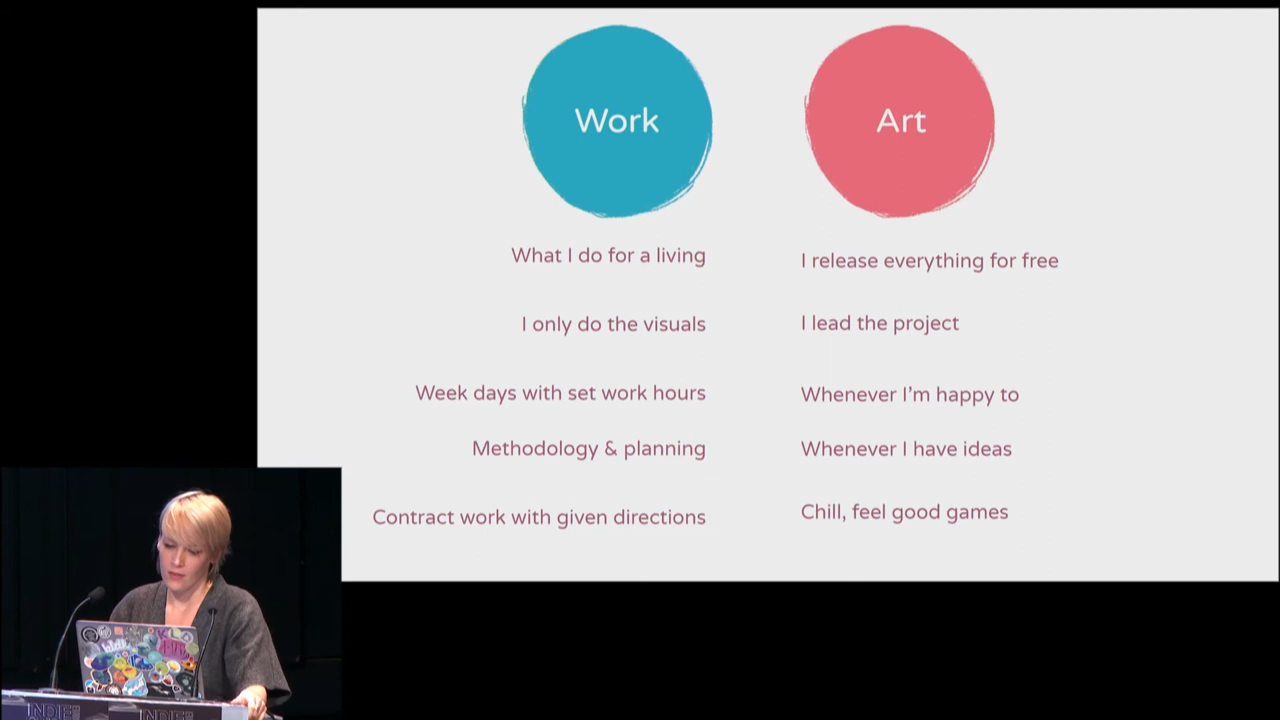 Work
Art
What I do for a living
I release everything for free
I only do the visuals
I lead the project
Week days with set work hours
Whenever I'm happy to
Methodology & planning
Whenever I have ideas
Contract work with given directions
Chill, feel good games
INDIE
INDIE